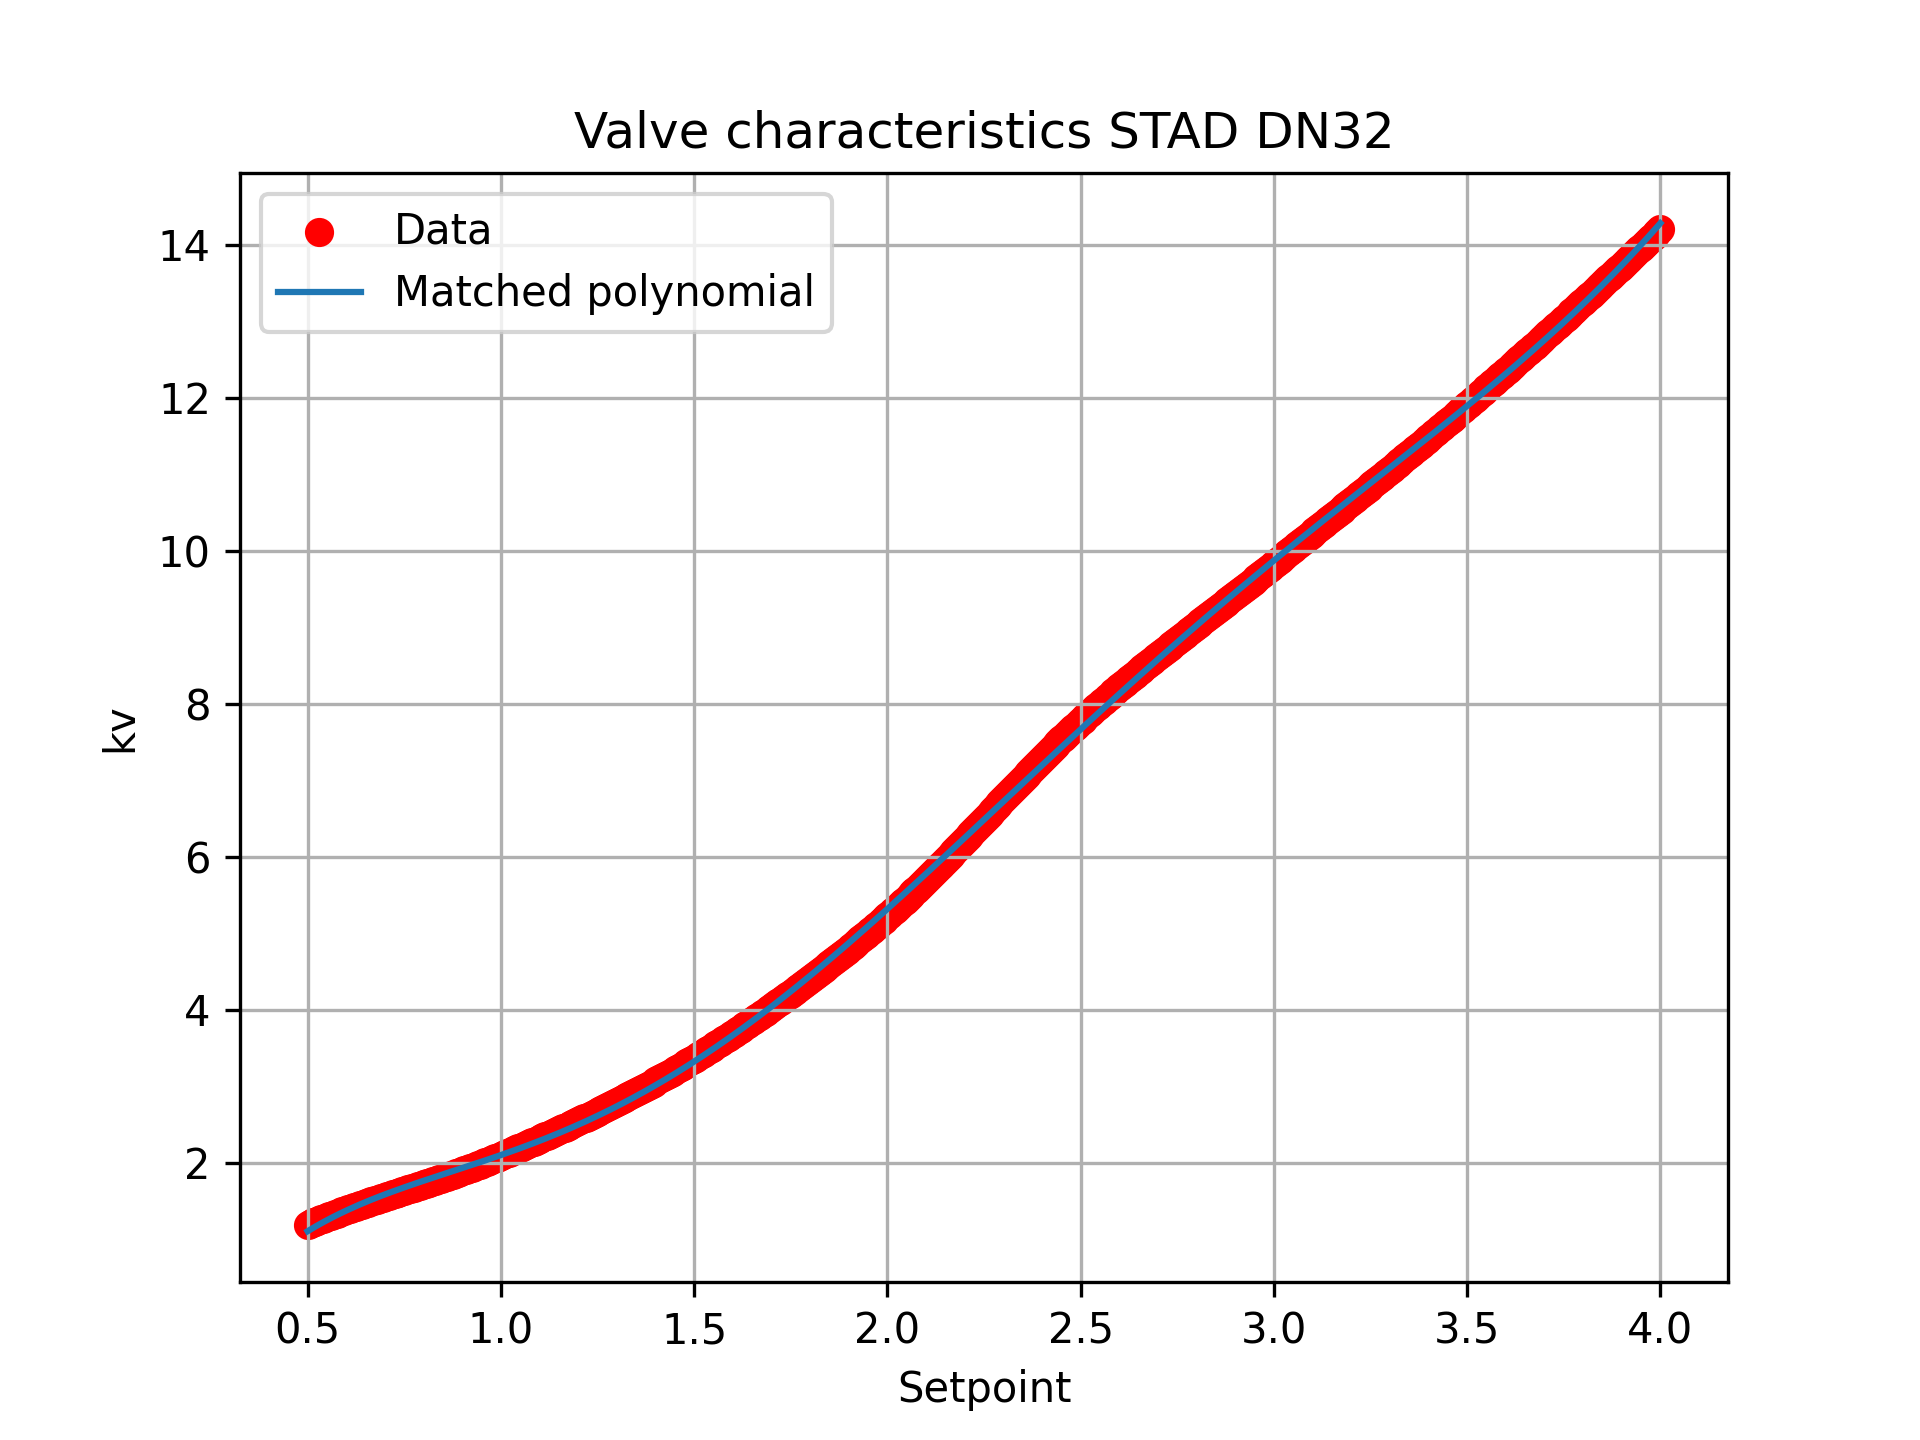 Valve characteristics STAD DN32
Data
Matched polynomial
14
12
10
8
6
4
2
kv
0.5 1.0 1.5 2.0 2.5 3.0 3.5 4.0
Setpoint